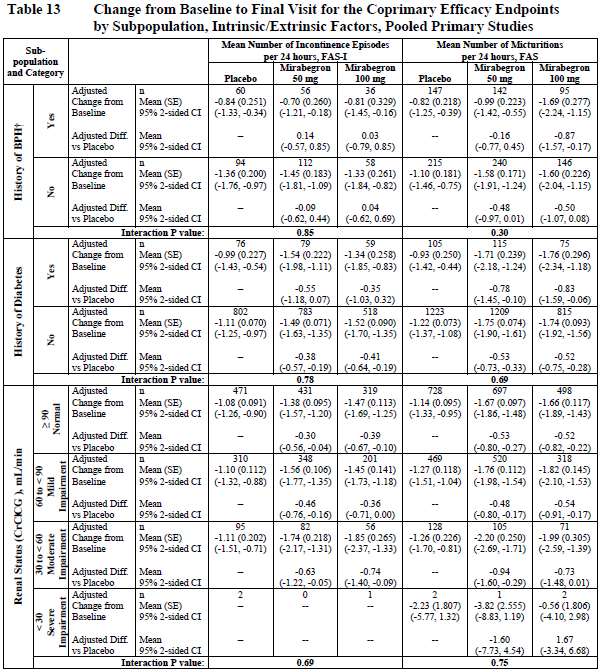 Table 13 Change from Baseline to Final Visit for the Coprimary Efficacy Endpoints
by Subpopulation, Intrinsic/Extrinsic Factors, Pooled Primary Studies
Sub-population and Category Mean Number of Incontinence Episodes per 24 hours, FAS-I Mean Number of Micturitions per 24 hours, FAS
Placebo Mirabegron 50 mg Mirabegron 100 mg Placebo Mirabegron 50 mg Mirabegron 100 mg
History of BPH†
Yes
Adjusted n 60 56 36 147 142 95
Change from Mean (SE) -0.84 (0.251) -0.70 (0.260) -0.81 (0.329) -0.82 (0.218) -0.99 (0.223) -1.69 (0.277)
Baseline 95% 2-sided CI (-1.33, -0.34) (-1.21, -0.18) (-1.45, -0.16) (-1.25, -0.39) (-1.42, -0.55) (-2.24, -1.15)
Adjusted Diff. Mean -- 0.14 0.03 -- -0.16 -0.87
vs Placebo 95% 2-sided CI (-0.57, 0.85) (-0.79, 0.85) (-0.77, 0.45) (-1.57, -0.17)
No
Adjusted n 94 112 58 215 240 146
Change from Mean (SE) -1.36 (0.200) -1.45 (0.183) -1.33 (0.261) -1.10 (0.181) -1.58 (0.171) -1.60 (0.226)
Baseline 95% 2-sided CI (-1.76, -0.97) (-1.81, -1.09) (-1.84, -0.82) (-1.46, -0.75) (-1.91, -1.24) (-2.04, -1.15)
Adjusted Diff. Mean -- -0.09 0.04 -- -0.48 -0.50
vs Placebo 95% 2-sided CI (-0.62, 0.44) (-0.62, 0.69) (-0.97, 0.01) (-1.07, 0.08)
Interaction P value: 0.85 0.30
History of Diabetes
Yes
Adjusted n 76 79 59 105 115 75
Change from Mean (SE) -0.99 (0.227) -1.54 (0.222) -1.34 (0.258) -0.93 (0.250) -1.71 (0.239) -1.76 (0.296)
Baseline 95% 2-sided CI (-1.43, -0.54) (-1.98, -1.11) (-1.85, -0.83) (-1.42, -0.44) (-2.18, -1.24) (-2.34, -1.18)
Adjusted Diff. Mean -- -0.55 -0.35 -- -0.78 -0.83
vs Placebo 95% 2-sided CI (-1.18, 0.07) (-1.03, 0.32) (-1.45, -0.10) (-1.59, -0.06)
No
Adjusted n 802 783 518 1223 1209 815
Change from Mean (SE) -1.11 (0.070) -1.49 (0.071) -1.52 (0.090) -1.22 (0.073) -1.75 (0.074) -1.74 (0.093)
Baseline 95% 2-sided CI (-1.25, -0.97) (-1.63, -1.35) (-1.70, -1.35) (-1.37, -1.08) (-1.90, -1.61) (-1.92, -1.56)
Adjusted Diff. Mean -- -0.38 -0.41 -- -0.53 -0.52
vs Placebo 95% 2-sided CI (-0.57, -0.19) (-0.64, -0.19) (-0.73, -0.33) (-0.75, -0.28)
Interaction P value: 0.78 0.69
Renal Status (CrClCG ), mL/min
≥ 90 Normal
Adjusted n 471 431 319 728 697 498
Change from Mean (SE) -1.08 (0.091) -1.38 (0.095) -1.47 (0.113) -1.14 (0.095) -1.67 (0.097) -1.66 (0.117)
Baseline 95% 2-sided CI (-1.26, -0.90) (-1.57, -1.20) (-1.69, -1.25) (-1.33, -0.95) (-1.86, -1.48) (-1.89, -1.43)
Adjusted Diff. Mean -- -0.30 -0.39 -- -0.53 -0.52
vs Placebo 95% 2-sided CI (-0.56, -0.04) (-0.67, -0.10) (-0.80, -0.27) (-0.82, -0.22)
60 to < 90 Mild Impairment
Adjusted n 310 348 201 469 520 318
Change from Mean (SE) -1.10 (0.112) -1.56 (0.106) -1.45 (0.141) -1.27 (0.118) -1.76 (0.112) -1.82 (0.145)
Baseline 95% 2-sided CI (-1.32, -0.88) (-1.77, -1.35) (-1.73, -1.18) (-1.51, -1.04) (-1.98, -1.54) (-2.10, -1.53)
Adjusted Diff. Mean -- -0.46 -0.36 -- -0.48 -0.54
vs Placebo 95% 2-sided CI (-0.76, -0.16) (-0.71, 0.00) (-0.80, -0.17) (-0.91, -0.17)
30 to < 60 Moderate Impairment
Adjusted n 95 82 56 128 105 71
Change from Mean (SE) -1.11 (0.202) -1.74 (0.218) -1.85 (0.265) -1.26 (0.226) -2.20 (0.250) -1.99 (0.305)
Baseline 95% 2-sided CI (-1.51, -0.71) (-2.17, -1.31) (-2.37, -1.33) (-1.70, -0.81) (-2.69, -1.71) (-2.59, -1.39)
Adjusted Diff. Mean -- -0.63 -0.74 -- -0.94 -0.73
vs Placebo 95% 2-sided CI (-1.22, -0.05) (-1.40, -0.09) (-1.60, -0.29) (-1.48, 0.01)
< 30 Severe Impairment
Adjusted n 2 0 1 2 1 2
Change from Mean (SE) -- -- -- -2.23 (1.807) -3.82 (2.555) -0.56 (1.806)
Baseline 95% 2-sided CI (-5.77, 1.32) (-8.83, 1.19) (-4.10, 2.98)
Adjusted Diff. Mean -- -1.60 1.67
vs Placebo 95% 2-sided CI (-7.73, 4.54) (-3.34, 6.68)
Interaction P value: 0.69 0.75